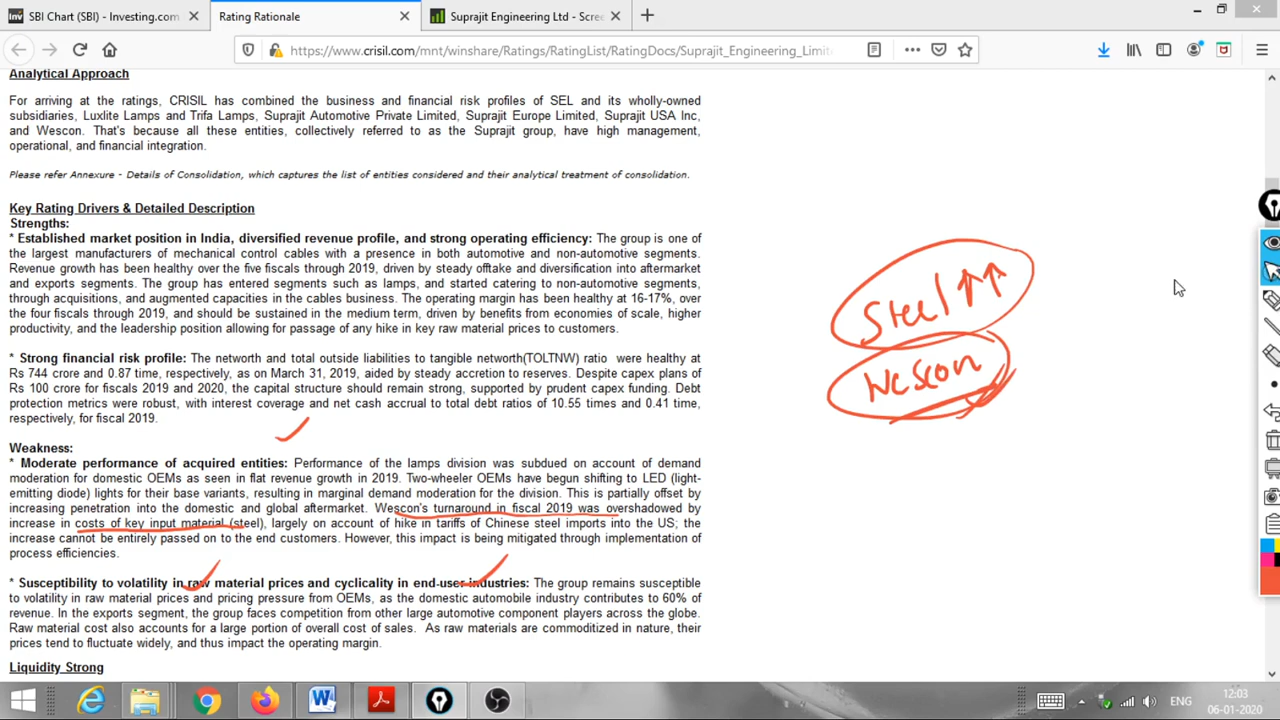 SBI Chart (SBI) - Investing.com
Rating Rationale
Suprajit Engineering Ltd - Scree
https://www.crisil.com/mnt/winshare/Ratings/RatingList/RatingDocs/Suprajit_Engineering_Limite
Analytical Approach
For arriving at the ratings, CRISIL has combined the business and financial risk profiles of SEL and its wholly-owned
subsidiaries, Luxlite Lamps and Trifa Lamps, Suprajit Automotive Private Limited, Suprajit Europe Limited, Suprajit USA Inc,
and Wescon. That's because all these entities, collectively referred to as the Suprajit group, have high management,
operational, and financial integration.
Please refer Annexure - Details of Consolidation, which captures the list of entities considered and their analytical treatment of consolidation.
Key Rating Drivers & Detailed Description
Strengths:
* Established market position in India, diversified revenue profile, and strong operating efficiency: The group is one of
the largest manufacturers of mechanical control cables with a presence in both automotive and non-automotive segments.
Revenue growth has been healthy over the five fiscals through 2019, driven by steady offtake and diversification into aftermarket
and exports segments. The group has entered segments such as lamps, and started catering to non-automotive segments,
through acquisitions, and augmented capacities in the cables business. The operating margin has been healthy at 16-17%, over
the four fiscals through 2019, and should be sustained in the medium term, driven by benefits from economies of scale, higher
productivity, and the leadership position allowing for passage of any hike in key raw material prices to customers.
Steel ↑↑
Wescon
* Strong financial risk profile: The networth and total outside liabilities to tangible networth(TOLTNW) ratio were healthy at
Rs 744 crore and 0.87 time, respectively, as on March 31, 2019, aided by steady accretion to reserves. Despite capex plans of
Rs 100 crore for fiscals 2019 and 2020, the capital structure should remain strong, supported by prudent capex funding. Debt
protection metrics were robust, with interest coverage and net cash accrual to total debt ratios of 10.55 times and 0.41 time,
respectively, for fiscal 2019.
Weakness:
* Moderate performance of acquired entities: Performance of the lamps division was subdued on account of demand
moderation for domestic OEMs as seen in flat revenue growth in 2019. Two-wheeler OEMs have begun shifting to LED (light-
emitting diode) lights for their base variants, resulting in marginal demand moderation for the division. This is partially offset by
increasing penetration into the domestic and global aftermarket. Wescon's turnaround in fiscal 2019 was overshadowed by
increase in costs of key input material (steel), largely on account of hike in tariffs of Chinese steel imports into the US; the
increase cannot be entirely passed on to the end customers. However, this impact is being mitigated through implementation of
process efficiencies.
* Susceptibility to volatility in raw material prices and cyclicality in end-user industries: The group remains susceptible
to volatility in raw material prices and pricing pressure from OEMs, as the domestic automobile industry contributes to 60% of
revenue. In the exports segment, the group faces competition from other large automotive component players across the globe.
Raw material cost also accounts for a large portion of overall cost of sales. As raw materials are commoditized in nature, their
prices tend to fluctuate widely, and thus impact the operating margin.
Liquidity Strong
ENG
12:03
06-01-2020